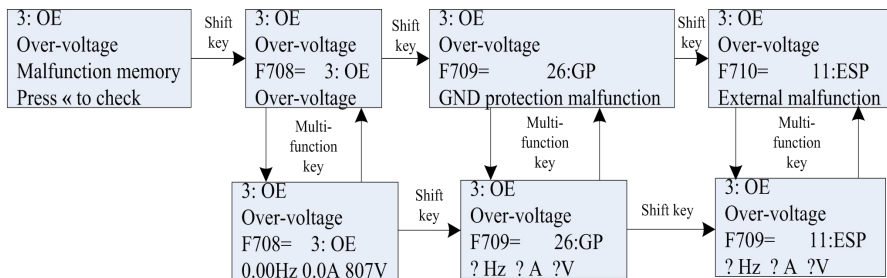 3: OE
Over-voltage
Malfunction memory
Press « to check
Shift
key
3: OE
Over-voltage
F708= 3: OE
Over-voltage
Shift
key
3: OE
Over-voltage
F709= 26:GP
GND protection malfunction
Shift
key
3: OE
Over-voltage
F710= 11:ESP
External malfunction
Multi-
function
key
Multi-
function
key
Multi-
function
key
3: OE
Over-voltage
F708= 3: OE
0.00Hz 0.0A 807V
Shift
key
3: OE
Over-voltage
F709= 26:GP
? Hz ? A ?V
Shift key
3: OE
Over-voltage
F709= 11:ESP
? Hz ? A ?V